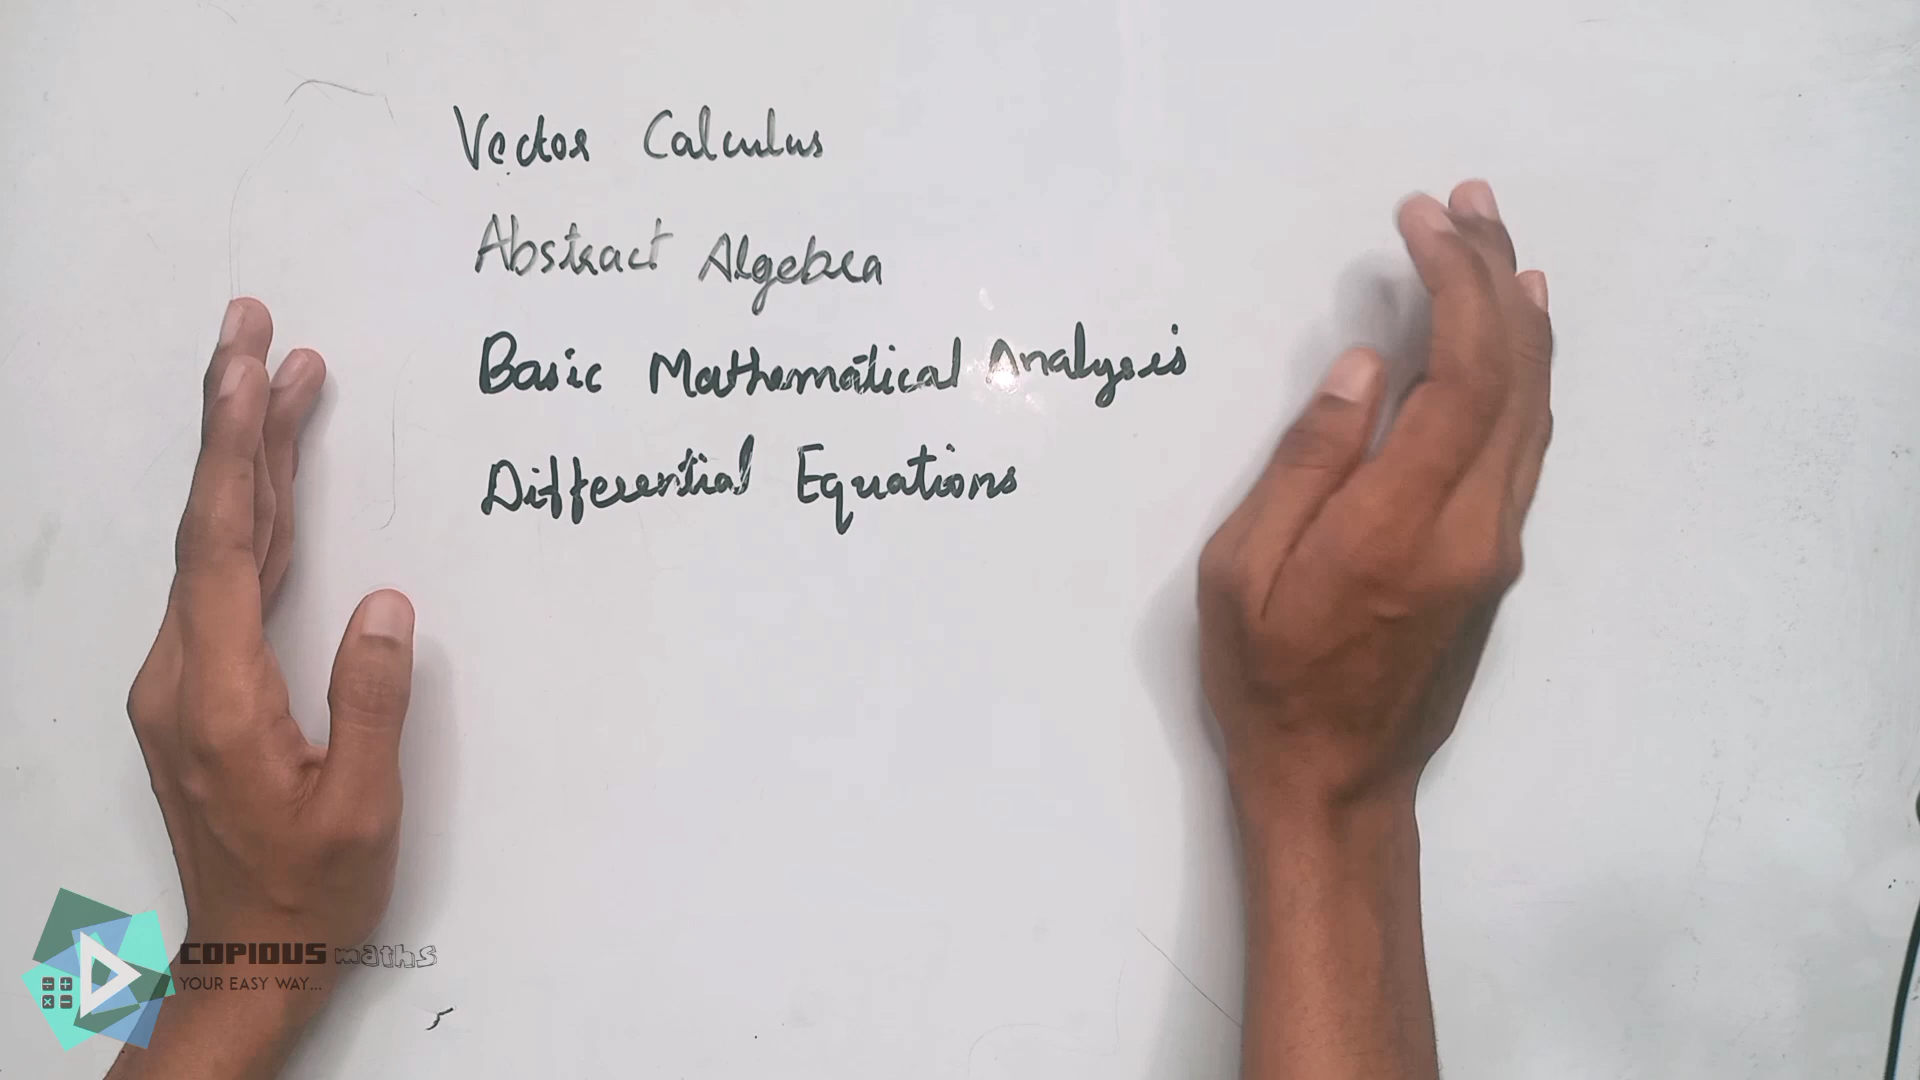 Vector Calculus
Abstract Algebra
Basic Mathematical Analysis
Differential Equations
COPIOUS maths
YOUR EASY WAY...